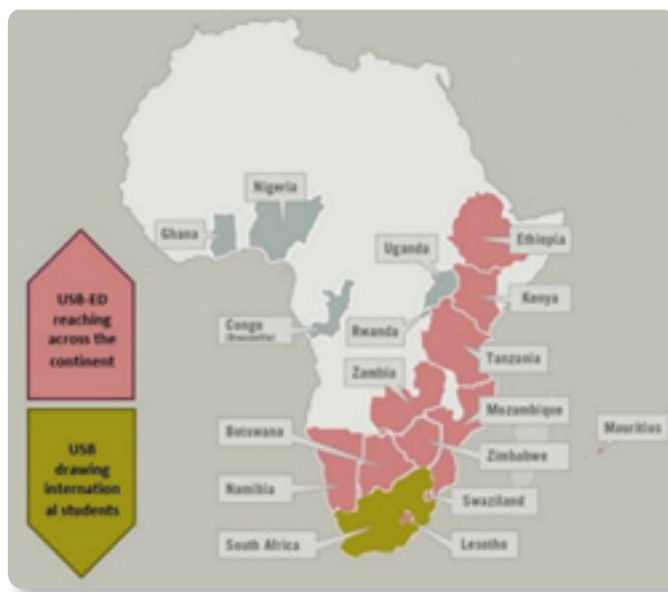 Nigeria
Ghana
Uganda
Ethiopia
USB-ED
reaching
across the
continent
Congo
(Brazzaville)
Rwanda
Kenya
Zambia
Tanzania
Botswana
Mozambique
Mauritius
USB
drawing
internation
al students
Zimbabwe
Namibia
Swaziland
South Africa
Lesotho